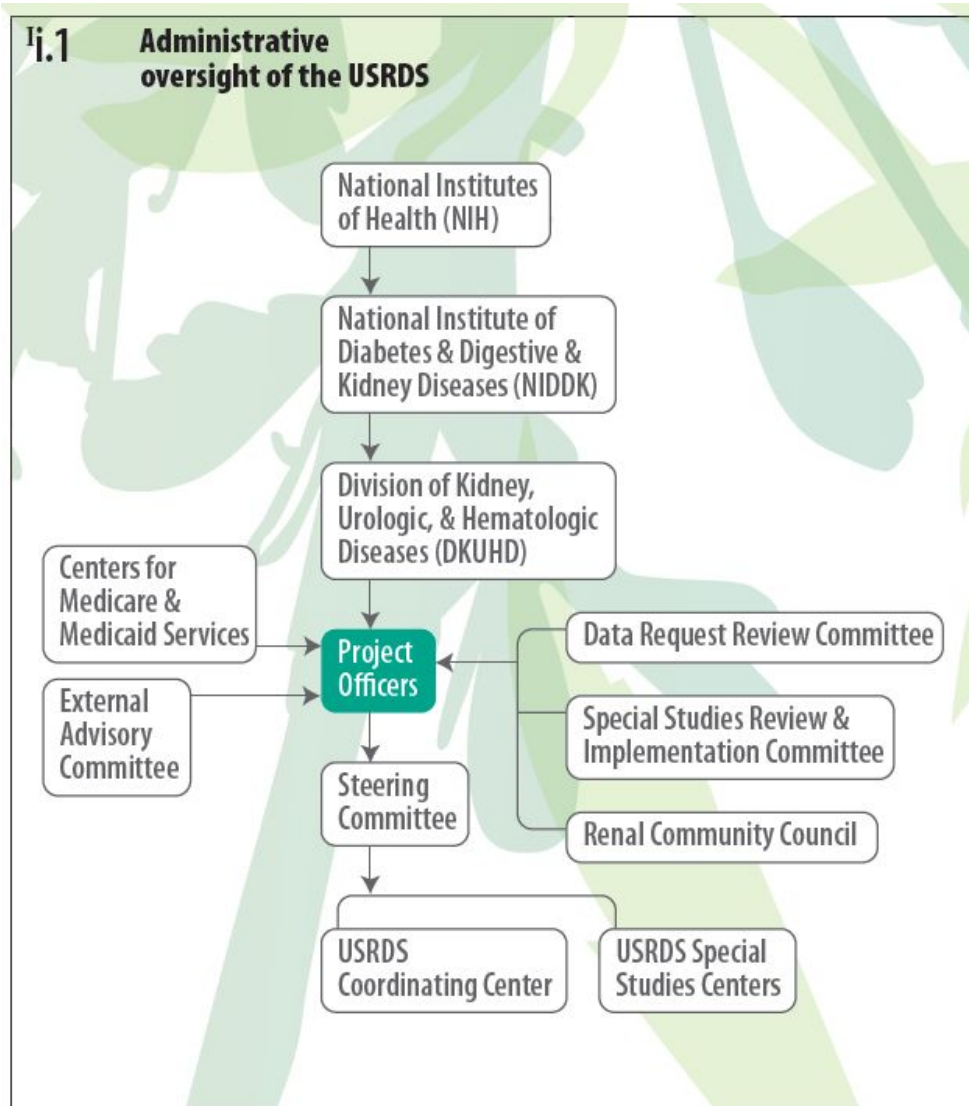 Ii.1 Administrative
oversight of the USRDS
National Institutes
of Health (NIH)
National Institute of
Diabetes & Digestive &
Kidney Diseases (NIDDK)
Division of Kidney,
Urologic, & Hematologic
Diseases (DKUHD)
Centers for
Medicare &
Medicaid Services
External
Advisory
Committee
Project
Officers
Data Request Review Committee
Special Studies Review &
Implementation Committee
Renal Community Council
Steering
Committee
USRDS
Coordinating Center
USRDS Special
Studies Centers